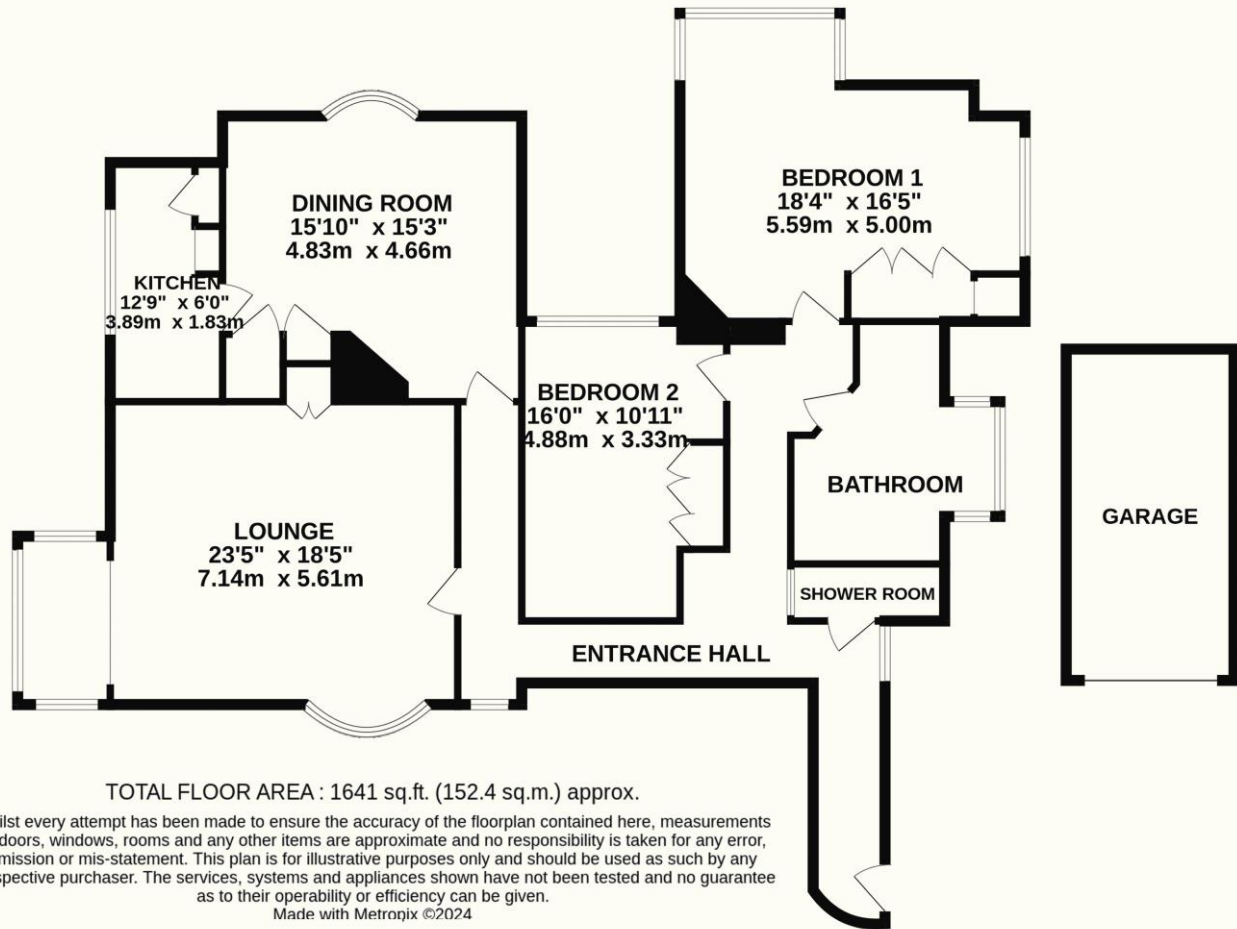 DINING ROOM
15'10" x 15'3"
4.83m x 4.66m
BEDROOM 1
18'4" x 16'5"
5.59m x 5.00m
KITCHEN
12'9" x 6'0"
3.89m x 1.83m
BEDROOM 2
16'0" x 10'11"
4.88m x 3.33m
BATHROOM
LOUNGE
23'5" x 18'5"
7.14m x 5.61m
GARAGE
SHOWER ROOM
ENTRANCE HALL
TOTAL FLOOR AREA : 1641 sq.ft. (152.4 sq.m.) approx.
every attempt has been made to ensure the accuracy of the floorplan contained here, measurements
doors, windows, rooms and any other items are approximate and no responsibility is taken for any error,
or mis-statement. This plan is for illustrative purposes only and should be used as such by any
purchaser. The services, systems and appliances shown have not been tested and no guarantee
as to their operability or efficiency can be given.
Made with Metropix ©2024